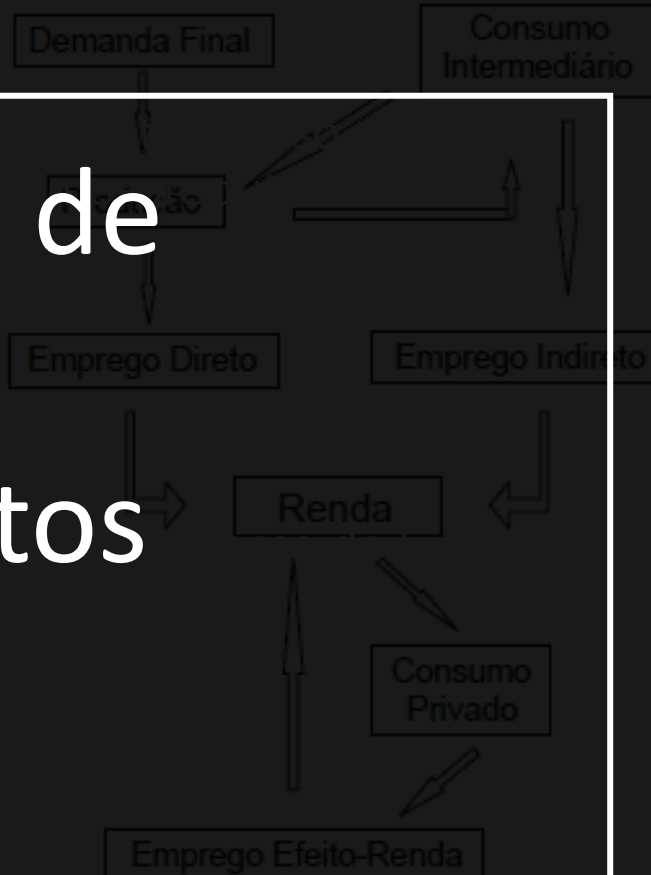 Demanda Final
Consumo
Intermediário
de
Emprego Direto
Emprego Indireto
tos
Renda
Consumo
Privado
Emprego Efeito-Renda